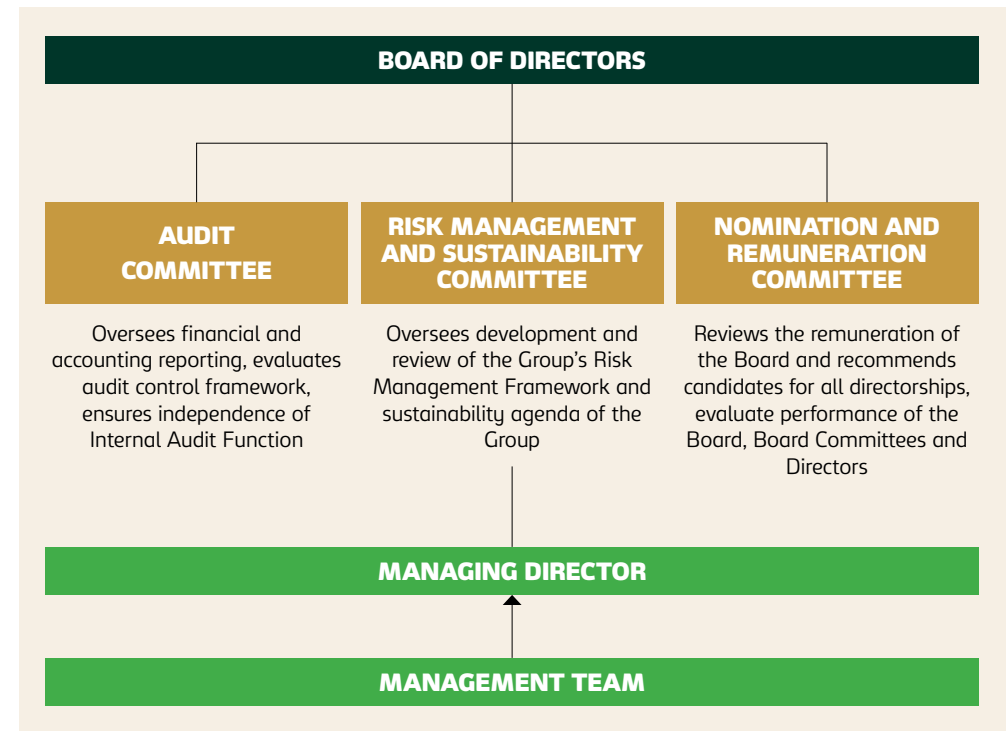 BOARD OF DIRECTORS
AUDIT
COMMITTEE
Oversees financial and
accounting reporting, evaluates
audit control framework,
ensures independence of
Internal Audit Function
RISK MANAGEMENT
AND SUSTAINABILITY
COMMITTEE
Oversees development and
review of the Group's Risk
Management Framework and
sustainability agenda of the
Group
NOMINATION AND
REMUNERATION
COMMITTEE
Reviews the remuneration of
the Board and recommends
candidates for all directorships,
evaluate performance of the
Board, Board Committees and
Directors
MANAGING DIRECTOR
MANAGEMENT TEAM